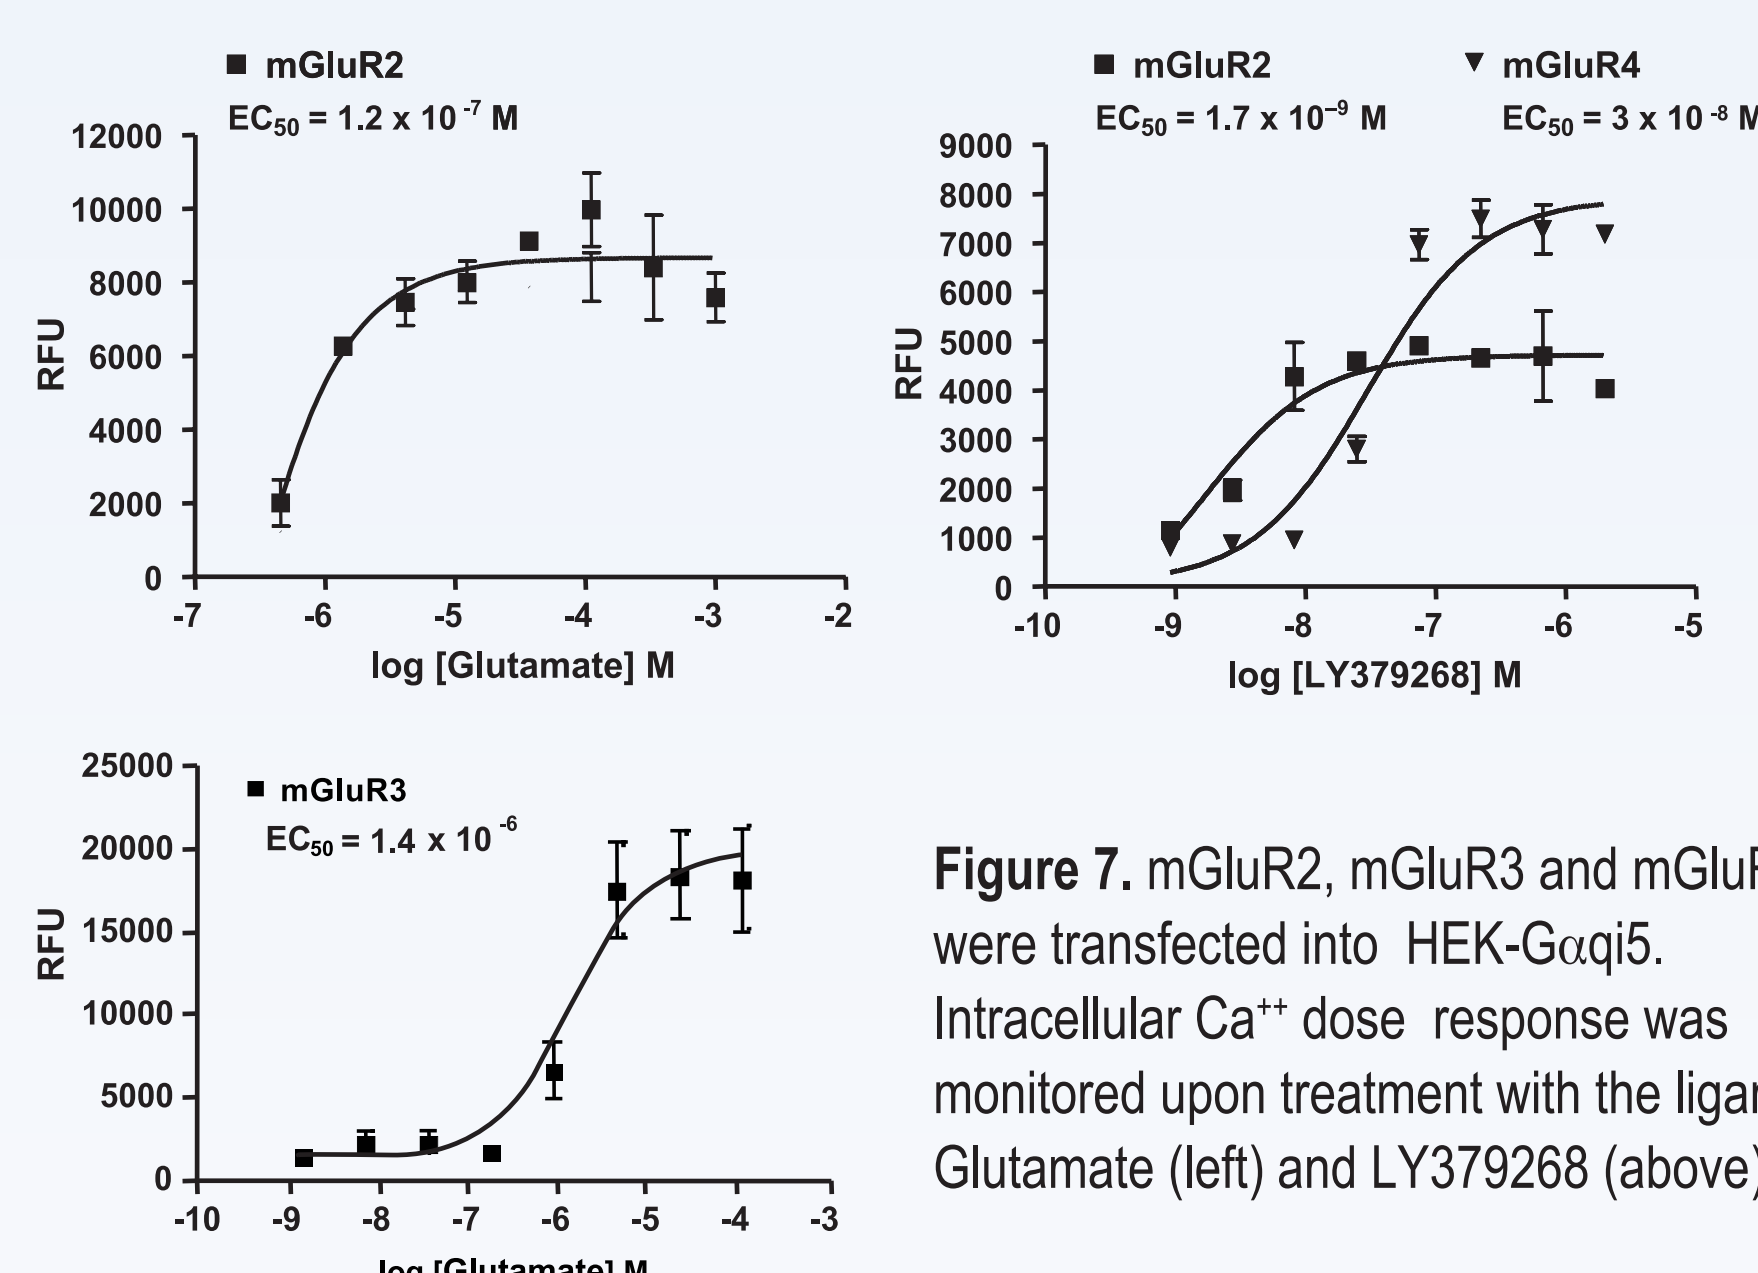 mGluR2
EC50 = 1.2 x 10 -7 M
12000
10000
8000
6000
4000
2000
0
RFU
-7 -6 -5 -4 -3 -2
log [Glutamate] M
mGluR2 mGluR4
EC50 = 1.7 x 10–9 M EC50 = 3 x 10 -8 M
9000
8000
7000
6000
5000
4000
3000
2000
1000
0
RFU
-10 -9 -8 -7 -6 -5
log [LY379268] M
mGluR3
EC50 = 1.4 x 10 -6
25000
20000
15000
10000
5000
0
RFU
-10 -9 -8 -7 -6 -5 -4 -3
log [Glutamate] M
Figure 7. mGluR2, mGluR3 and
were transfected into HEK-Gαqi5.
Intracellular Ca++ dose response was
monitored upon treatment with the
Glutamate (left) and LY379268 (above)